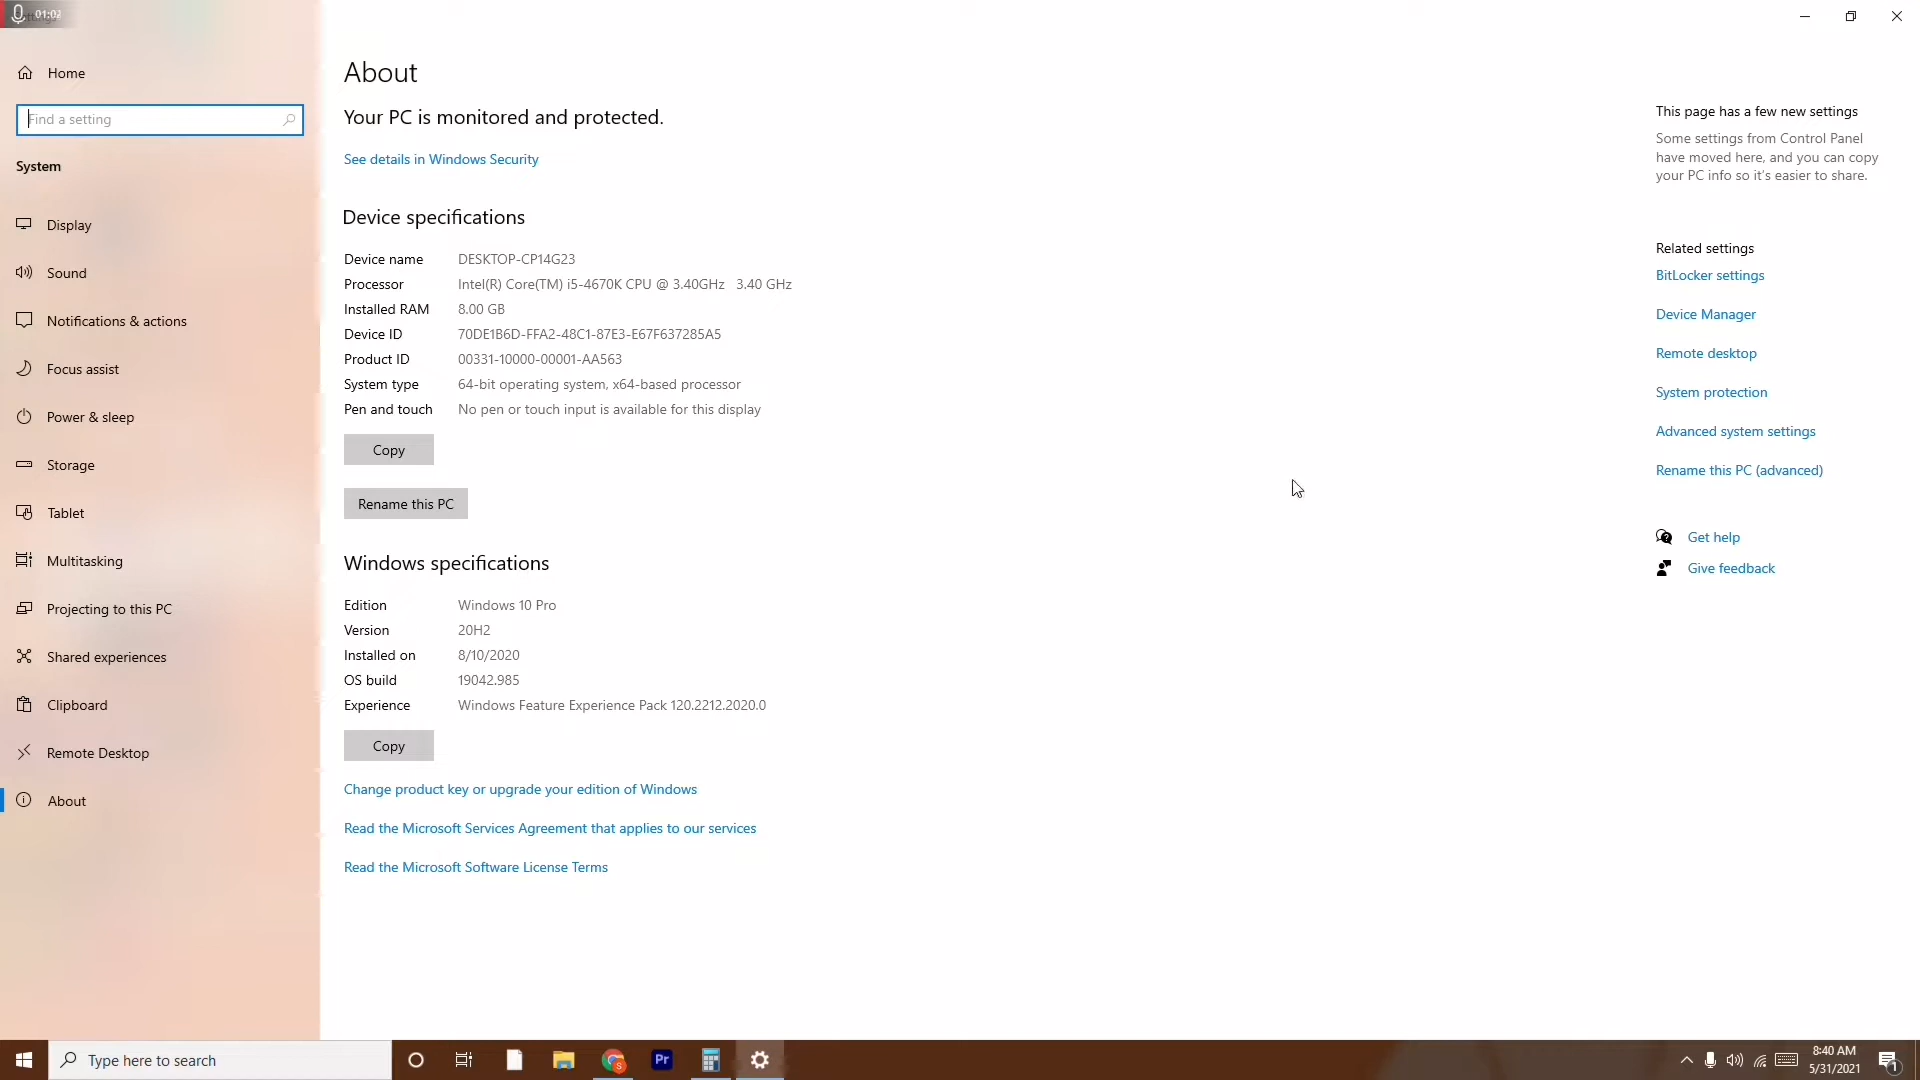 01:02
Home
Find a setting
System
Display
Sound
Notifications & actions
Focus assist
Power & sleep
Storage
Tablet
Multitasking
Projecting to this PC
Shared experiences
Clipboard
Remote Desktop
About
About
Your PC is monitored and protected.
See details in Windows Security
Device specifications
Device name DESKTOP-CP14G23
Processor Intel(R) Core(TM) i5-4670K CPU @ 3.40GHz 3.40 GHz
Installed RAM 8.00 GB
Device ID 70DE1B6D-FFA2-48C1-87E3-E67F637285A5
Product ID 00331-10000-00001-AA563
System type 64-bit operating system, x64-based processor
Pen and touch No pen or touch input is available for this display
Copy
Rename this PC
Windows specifications
Edition Windows 10 Pro
Version 20H2
Installed on 8/10/2020
OS build 19042.985
Experience Windows Feature Experience Pack 120.2212.2020.0
Copy
Change product key or upgrade your edition of Windows
Read the Microsoft Services Agreement that applies to our services
Read the Microsoft Software License Terms
This page has a few new settings
Some settings from Control Panel
have moved here, and you can copy
your PC info so it's easier to share.
Related settings
BitLocker settings
Device Manager
Remote desktop
System protection
Advanced system settings
Rename this PC (advanced)
Get help
Give feedback
Type here to search
S
Pr
8:40 AM
5/31/2021
1